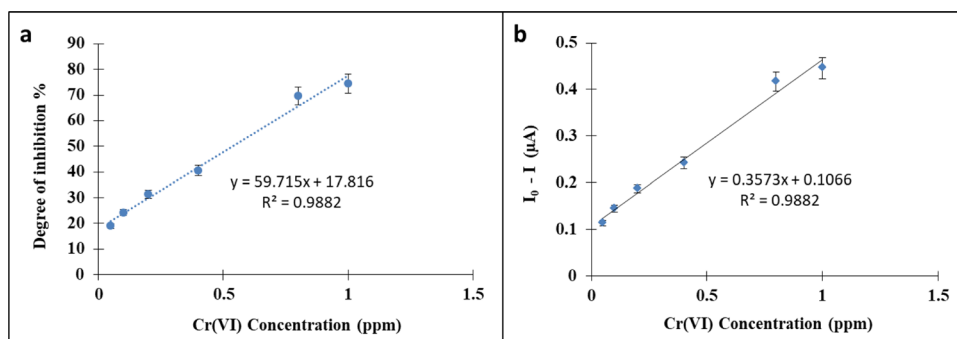 a
90
80
70
60
50
40
30
20
10
0
Degree of inhibition %
y = 59.715x + 17.816
R² = 0.9882
0 0.5 1 1.5
Cr(VI) Concentration (ppm)
b
0.5
0.4
0.3
0.2
0.1
0
I₀ - I (µA)
y = 0.3573x + 0.1066
R² = 0.9882
0 0.5 1 1.5
Cr(VI) Concentration (ppm)